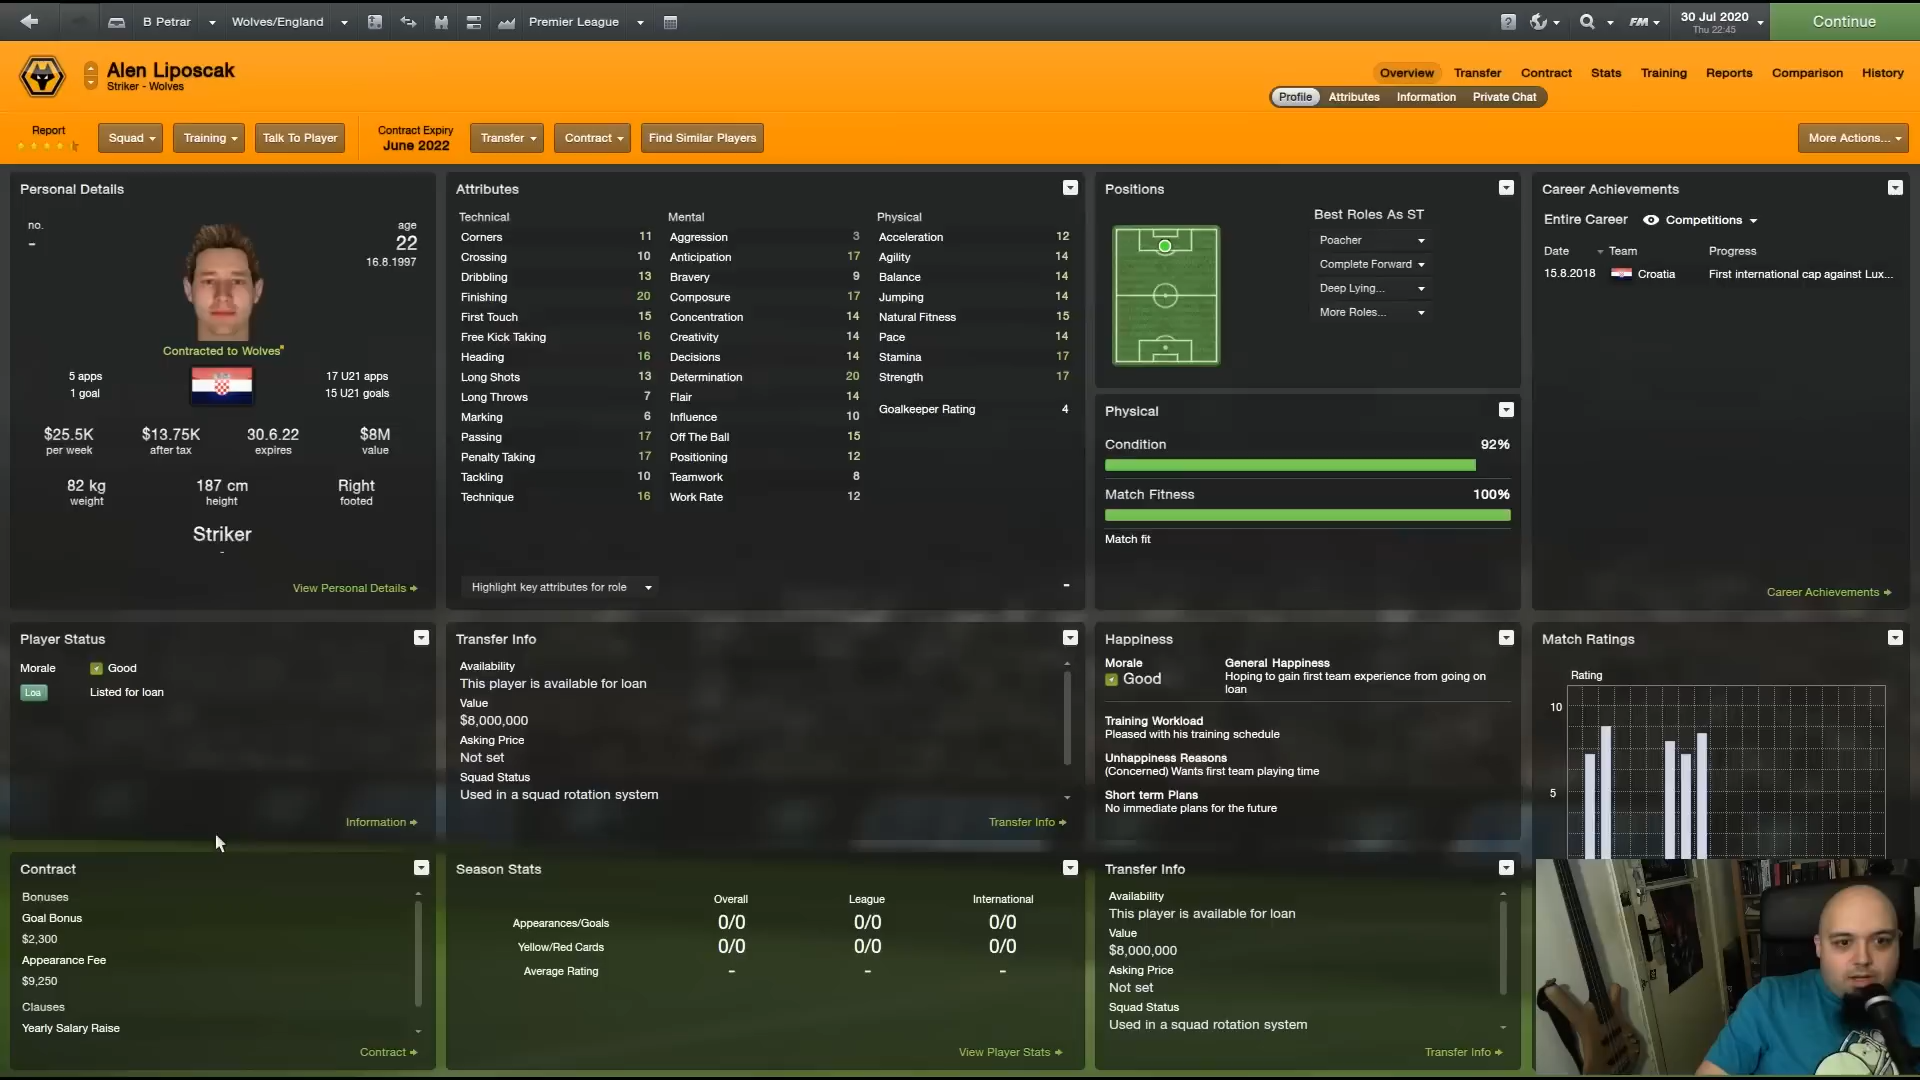 B Petrar
Wolves/England
Premier League
?
FM
30 Jul 2020
Thu 22:45
Continue
Alen Liposcak
Striker - Wolves
Overview Transfer Contract Stats Training Reports Comparison History
Profile Attributes Information Private Chat
Report
Squad
Training
Talk To Player
Contract Expiry
June 2022
Transfer
Contract
Find Similar Players
More Actions...
Personal Details
no.
-
age
22
16.8.1997
Contracted to Wolves
5 apps
1 goal
17 U21 apps
15 U21 goals
$25.5K per week
$13.75K after tax
30.6.22 expires
$8M value
82 kg weight
187 cm height
Right footed
Striker
-
View Personal Details
Attributes
Technical Mental Physical
Corners 11 Aggression 3 Acceleration 12
Crossing 10 Anticipation 17 Agility 14
Dribbling 13 Bravery 9 Balance 14
Finishing 20 Composure 17 Jumping 14
First Touch 15 Concentration 14 Natural Fitness 15
Free Kick Taking 16 Creativity 14 Pace 14
Heading 16 Decisions 14 Stamina 17
Long Shots 13 Determination 20 Strength 17
Long Throws 7 Flair 14
Marking 6 Influence 10 Goalkeeper Rating 4
Passing 17 Off The Ball 15
Penalty Taking 17 Positioning 12
Tackling 10 Teamwork 8
Technique 16 Work Rate 12
Highlight key attributes for role
-
Positions
Best Roles As ST
Poacher
Complete Forward
Deep Lying...
More Roles...
Physical
Condition 92%
Match Fitness 100%
Match fit
Career Achievements
Entire Career Competitions
Date Team Progress
15.8.2018 Croatia First international cap against Lux...
Career Achievements
Player Status
Morale Good
Loa Listed for loan
Information
Transfer Info
Availability
This player is available for loan
Value
$8,000,000
Asking Price
Not set
Squad Status
Used in a squad rotation system
Transfer Info
Happiness
Morale
Good
General Happiness
Hoping to gain first team experience from going on
loan
Training Workload
Pleased with his training schedule
Unhappiness Reasons
(Concerned) Wants first team playing time
Short term Plans
No immediate plans for the future
Match Ratings
Rating
10
5
Contract
Bonuses
Goal Bonus
$2,300
Appearance Fee
$9,250
Clauses
Yearly Salary Raise
Contract
Season Stats
Overall League International
Appearances/Goals 0/0 0/0 0/0
Yellow/Red Cards 0/0 0/0 0/0
Average Rating - - -
View Player Stats
Transfer Info
Availability
This player is available for loan
Value
$8,000,000
Asking Price
Not set
Squad Status
Used in a squad rotation system
Transfer Info